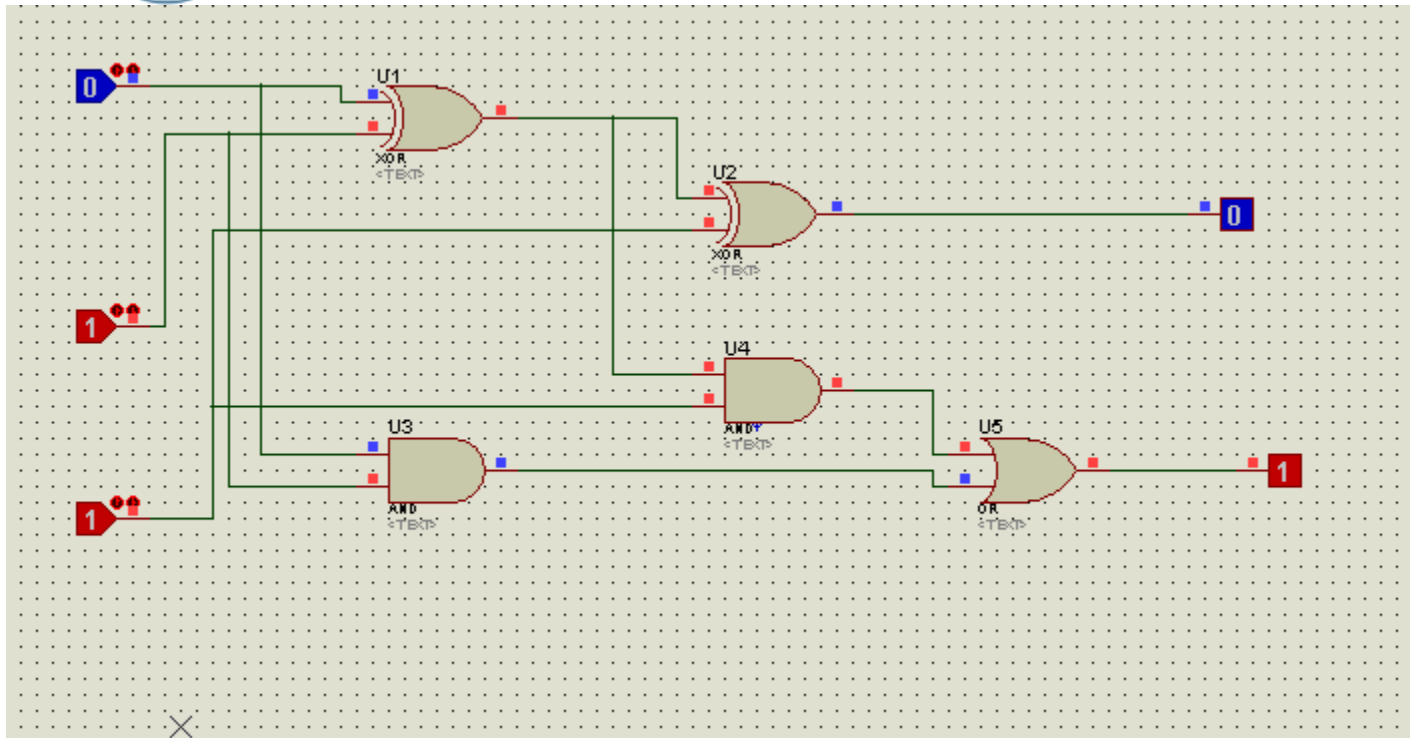 0
U1
XOR
<TEXT>
U2
0
XOR
<TEXT>
1
U4
AND
<TEXT>
U3
U5
1
AND
<TEXT>
OR
<TEXT>
1